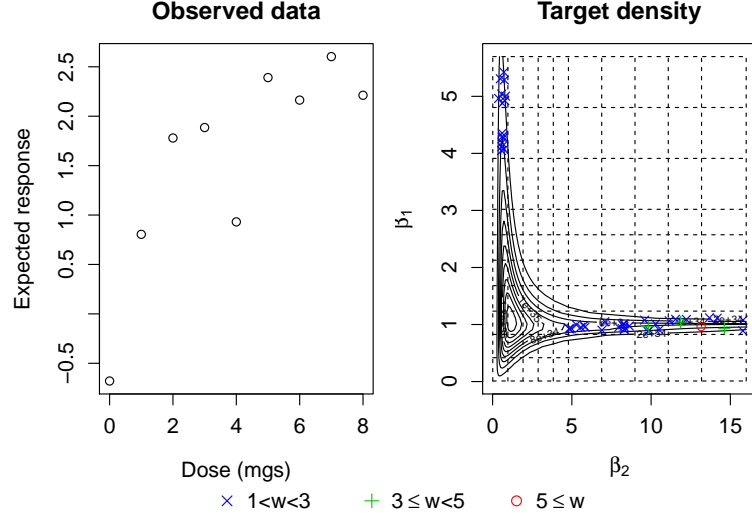 Observed data
Target density
Expected response
−0.5
0.5
1.0
1.5
2.0
2.5
0
2
4
6
8
Dose (mgs)
β1
0
1
2
3
4
5
0
5
10
15
β2
1<w<3
3 ≤ w<5
5 ≤ w